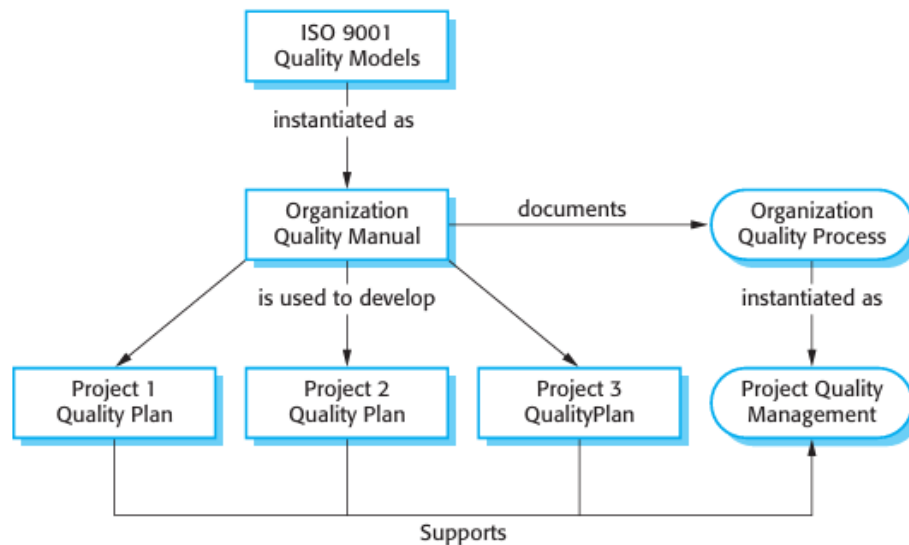 ISO 9001
Quality Models
instantiated as
Organization
Quality Manual
documents
Organization
Quality Process
is used to develop
instantiated as
Project 1
Quality Plan
Project 2
Quality Plan
Project 3
QualityPlan
Project Quality
Management
Supports